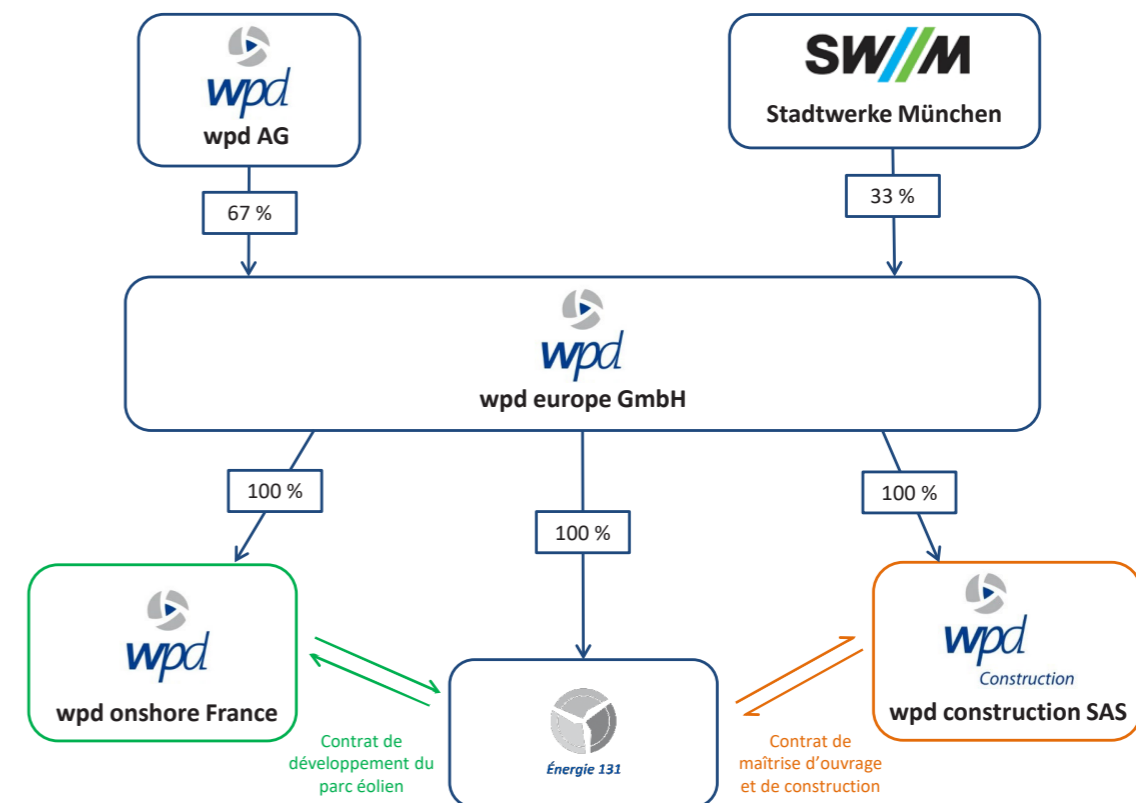 wpd
wpd AG
SW//M
Stadtwerke München
67 %
33 %
wpd
wpd europe GmbH
100 %
100 %
100 %
wpd
wpd onshore France
wpd
Construction
wpd construction SAS
Énergie 131
Contrat de
développement du
parc éolien
Contrat de
maîtrise d’ouvrage
et de construction